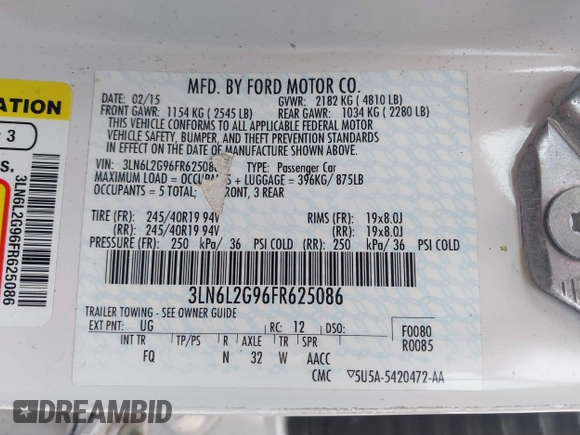 MFD. BY FORD MOTOR CO.
DATE: 02/15 GVWR: 2182 KG ( 4810 LB)
FRONT GAWR: 1154 KG ( 2545 LB) REAR GAWR: 1034 KG ( 2280 LB)
THIS VEHICLE CONFORMS TO ALL APPLICABLE FEDERAL MOTOR
VEHICLE SAFETY, BUMPER, AND THEFT PREVENTION STANDARDS
IN EFFECT ON THE DATE OF MANUFACTURE SHOWN ABOVE.
VIN: 3LN6L2G96FR625086 TYPE: Passenger Car
MAXIMUM LOAD = + LUGGAGE = 396KG/ 875LB
OCCUPANTS = 5 TOTAL; 3 REAR
TIRE (FR): 245/40R19 94V RIMS (FR): 19x8.0J
(RR): 245/40R19 94V (RR): 19x8.0J
PRESSURE (FR): 250 kPa/ 36 PSI COLD (RR): 250 kPa/ 36 PSI COLD
3LN6L2G96FR625086
TRAILER TOWING - SEE OWNER GUIDE
EXT PNT: UG RC: 12 DSO:
INT TR TP/PS R AXLE TR SPR
FQ N 32 W AACC
F0080
R0085
CMC ▽5U5A-5420472-AA
3
3LN6L2G96FR625086
DREAMBID